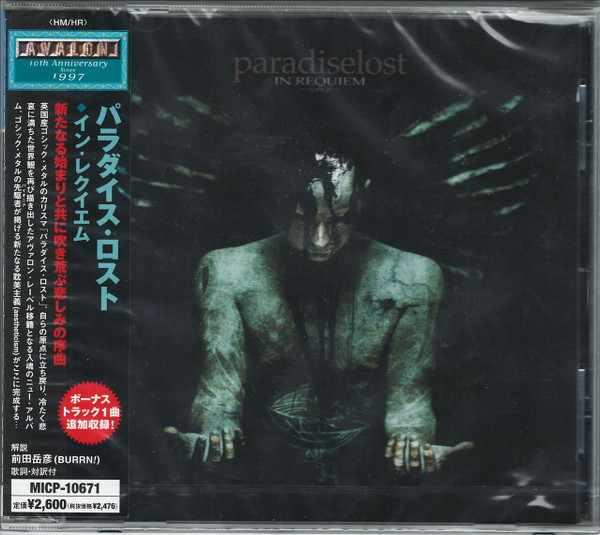 〈HM/HR〉
AVALON
10th Anniversary
Since
1997
パラダイス・ロスト
◆イン・レクイエム
新たなる始まりと共に吹き荒ぶ悲しみの序曲
英国産ゴシック・メタルのカリスマ「パラダイス・ロスト」、自らの原点に立ち戻り、冷たく悲
哀に満ちた世界観を再び描き出したアヴァロン・レーベル移籍となる入魂のニュー・アルバ
ム。ゴシック・メタルの先駆者が掲げる新たなる耽美主義(aestheticism)がここに完成する…
ボーナス
トラック1曲
追加収録!
解説
前田岳彦(BURRN!)
歌詞・対訳付
MICP-10671
定価¥2,600(税抜価格¥2,476)
paradiselost
IN REQUIEM